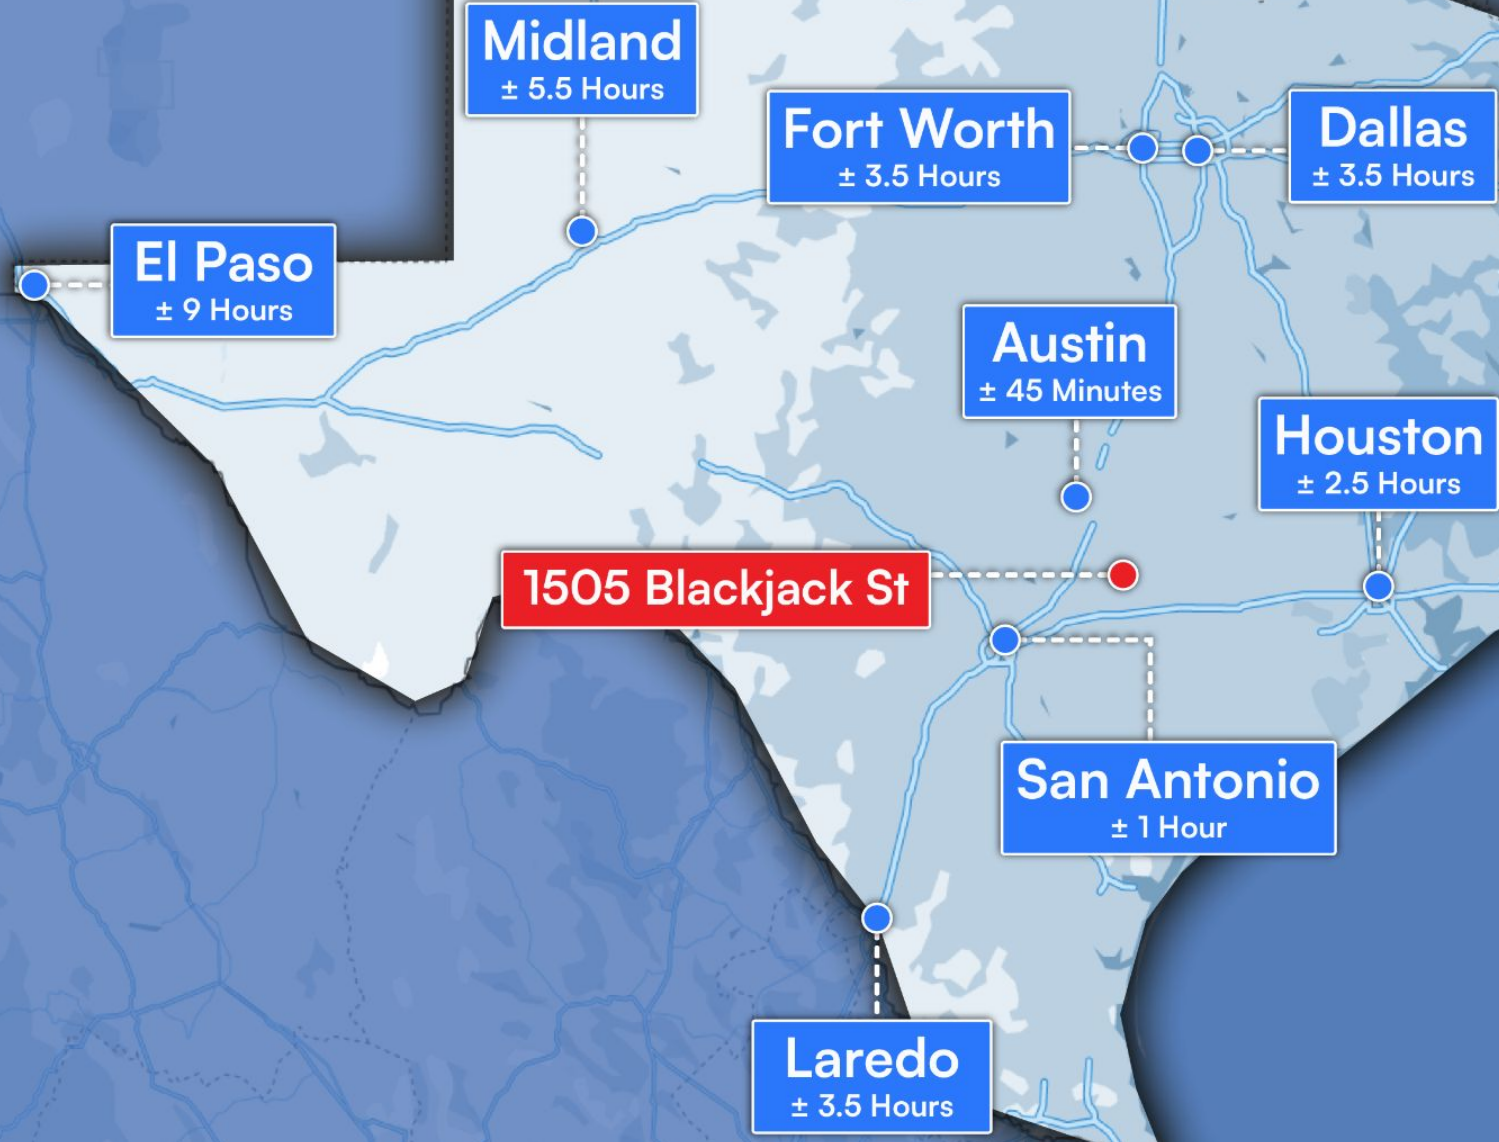 Midland
± 5.5 Hours
Fort Worth
± 3.5 Hours
Dallas
± 3.5 Hours
El Paso
± 9 Hours
Austin
± 45 Minutes
Houston
± 2.5 Hours
1505 Blackjack St
San Antonio
± 1 Hour
Laredo
± 3.5 Hours